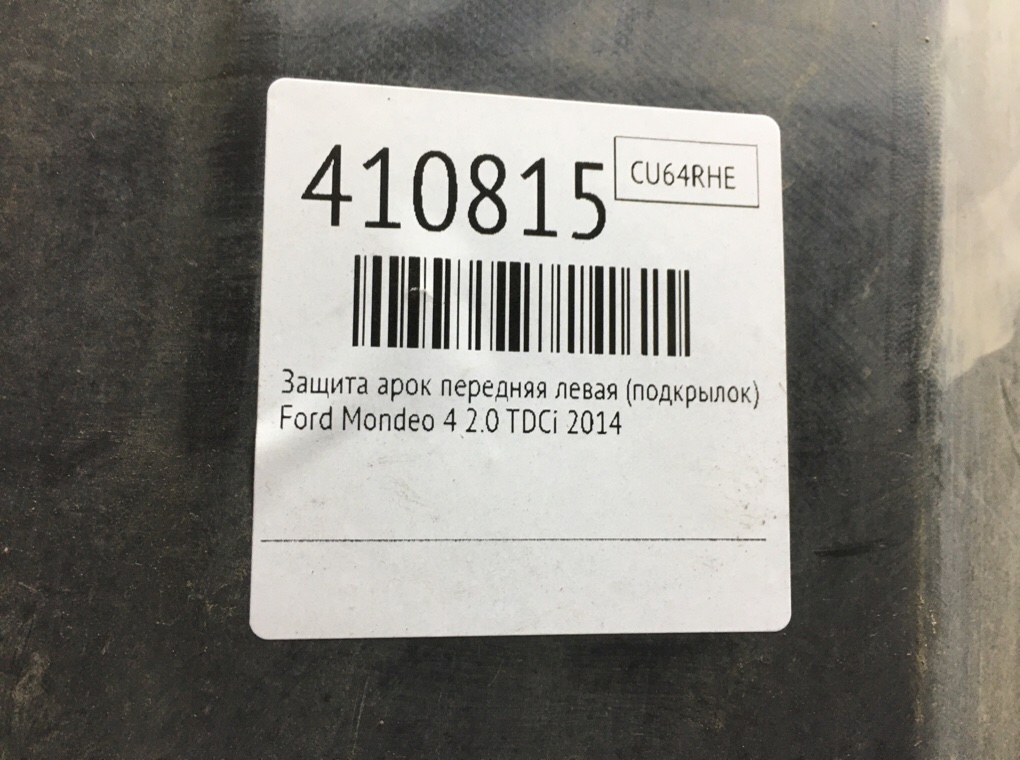 410815
CU64RHE
Защита арок передняя левая (подкрылок)
Ford Mondeo 4 2.0 TDCi 2014